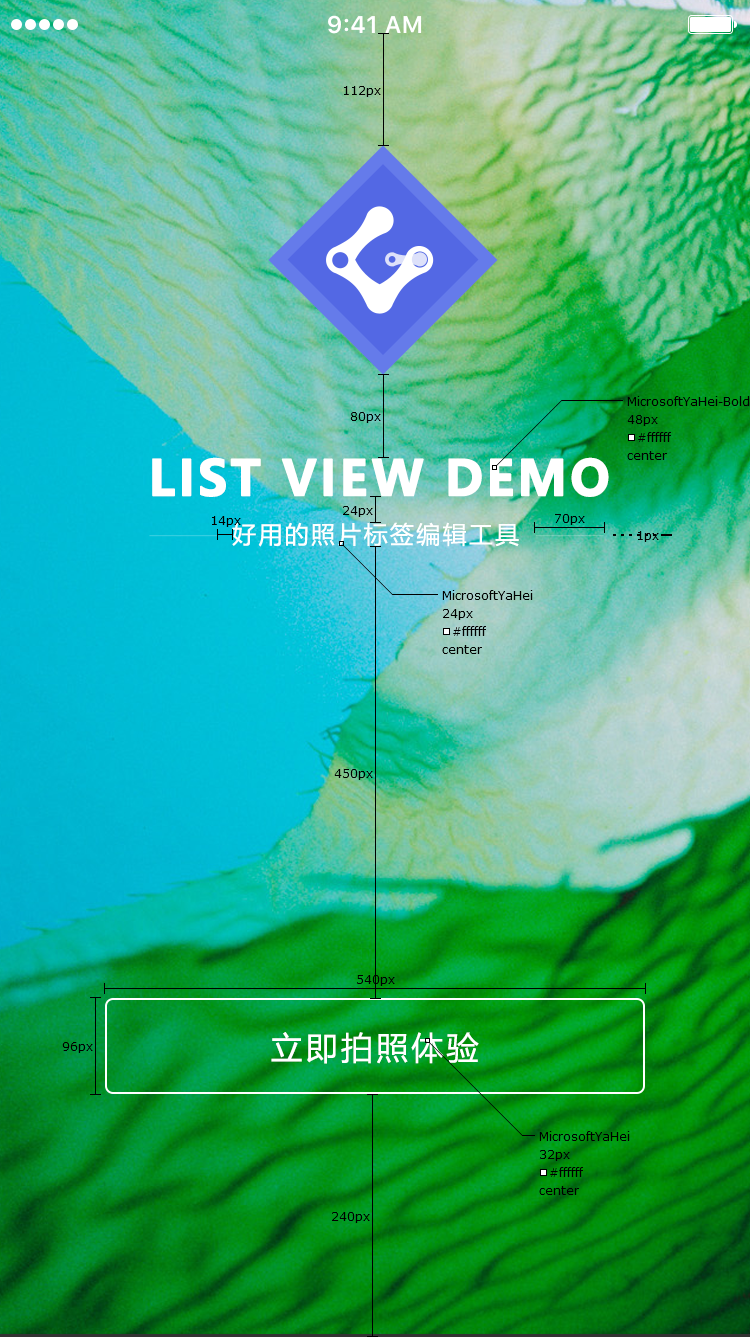 9:41 AM
112px
80px
MicrosoftYaHei-Bold
48px
#ffffff
center
LIST VIEW DEMO
24px
14px
好用的照片标签编辑工具
70px
1px
MicrosoftYaHei
24px
#ffffff
center
450px
540px
96px
立即拍照体验
MicrosoftYaHei
32px
#ffffff
center
240px